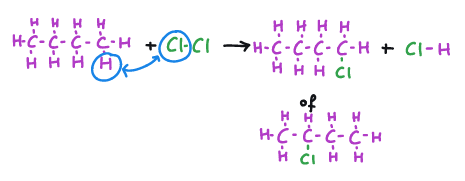 H H H H H H H H
H-C-C-C-C-H + Cl-Cl → H-C-C-C-C-H + Cl-H
H H H H H H H Cl
of
H H H H
H-C-C-C-C-H
H Cl H H